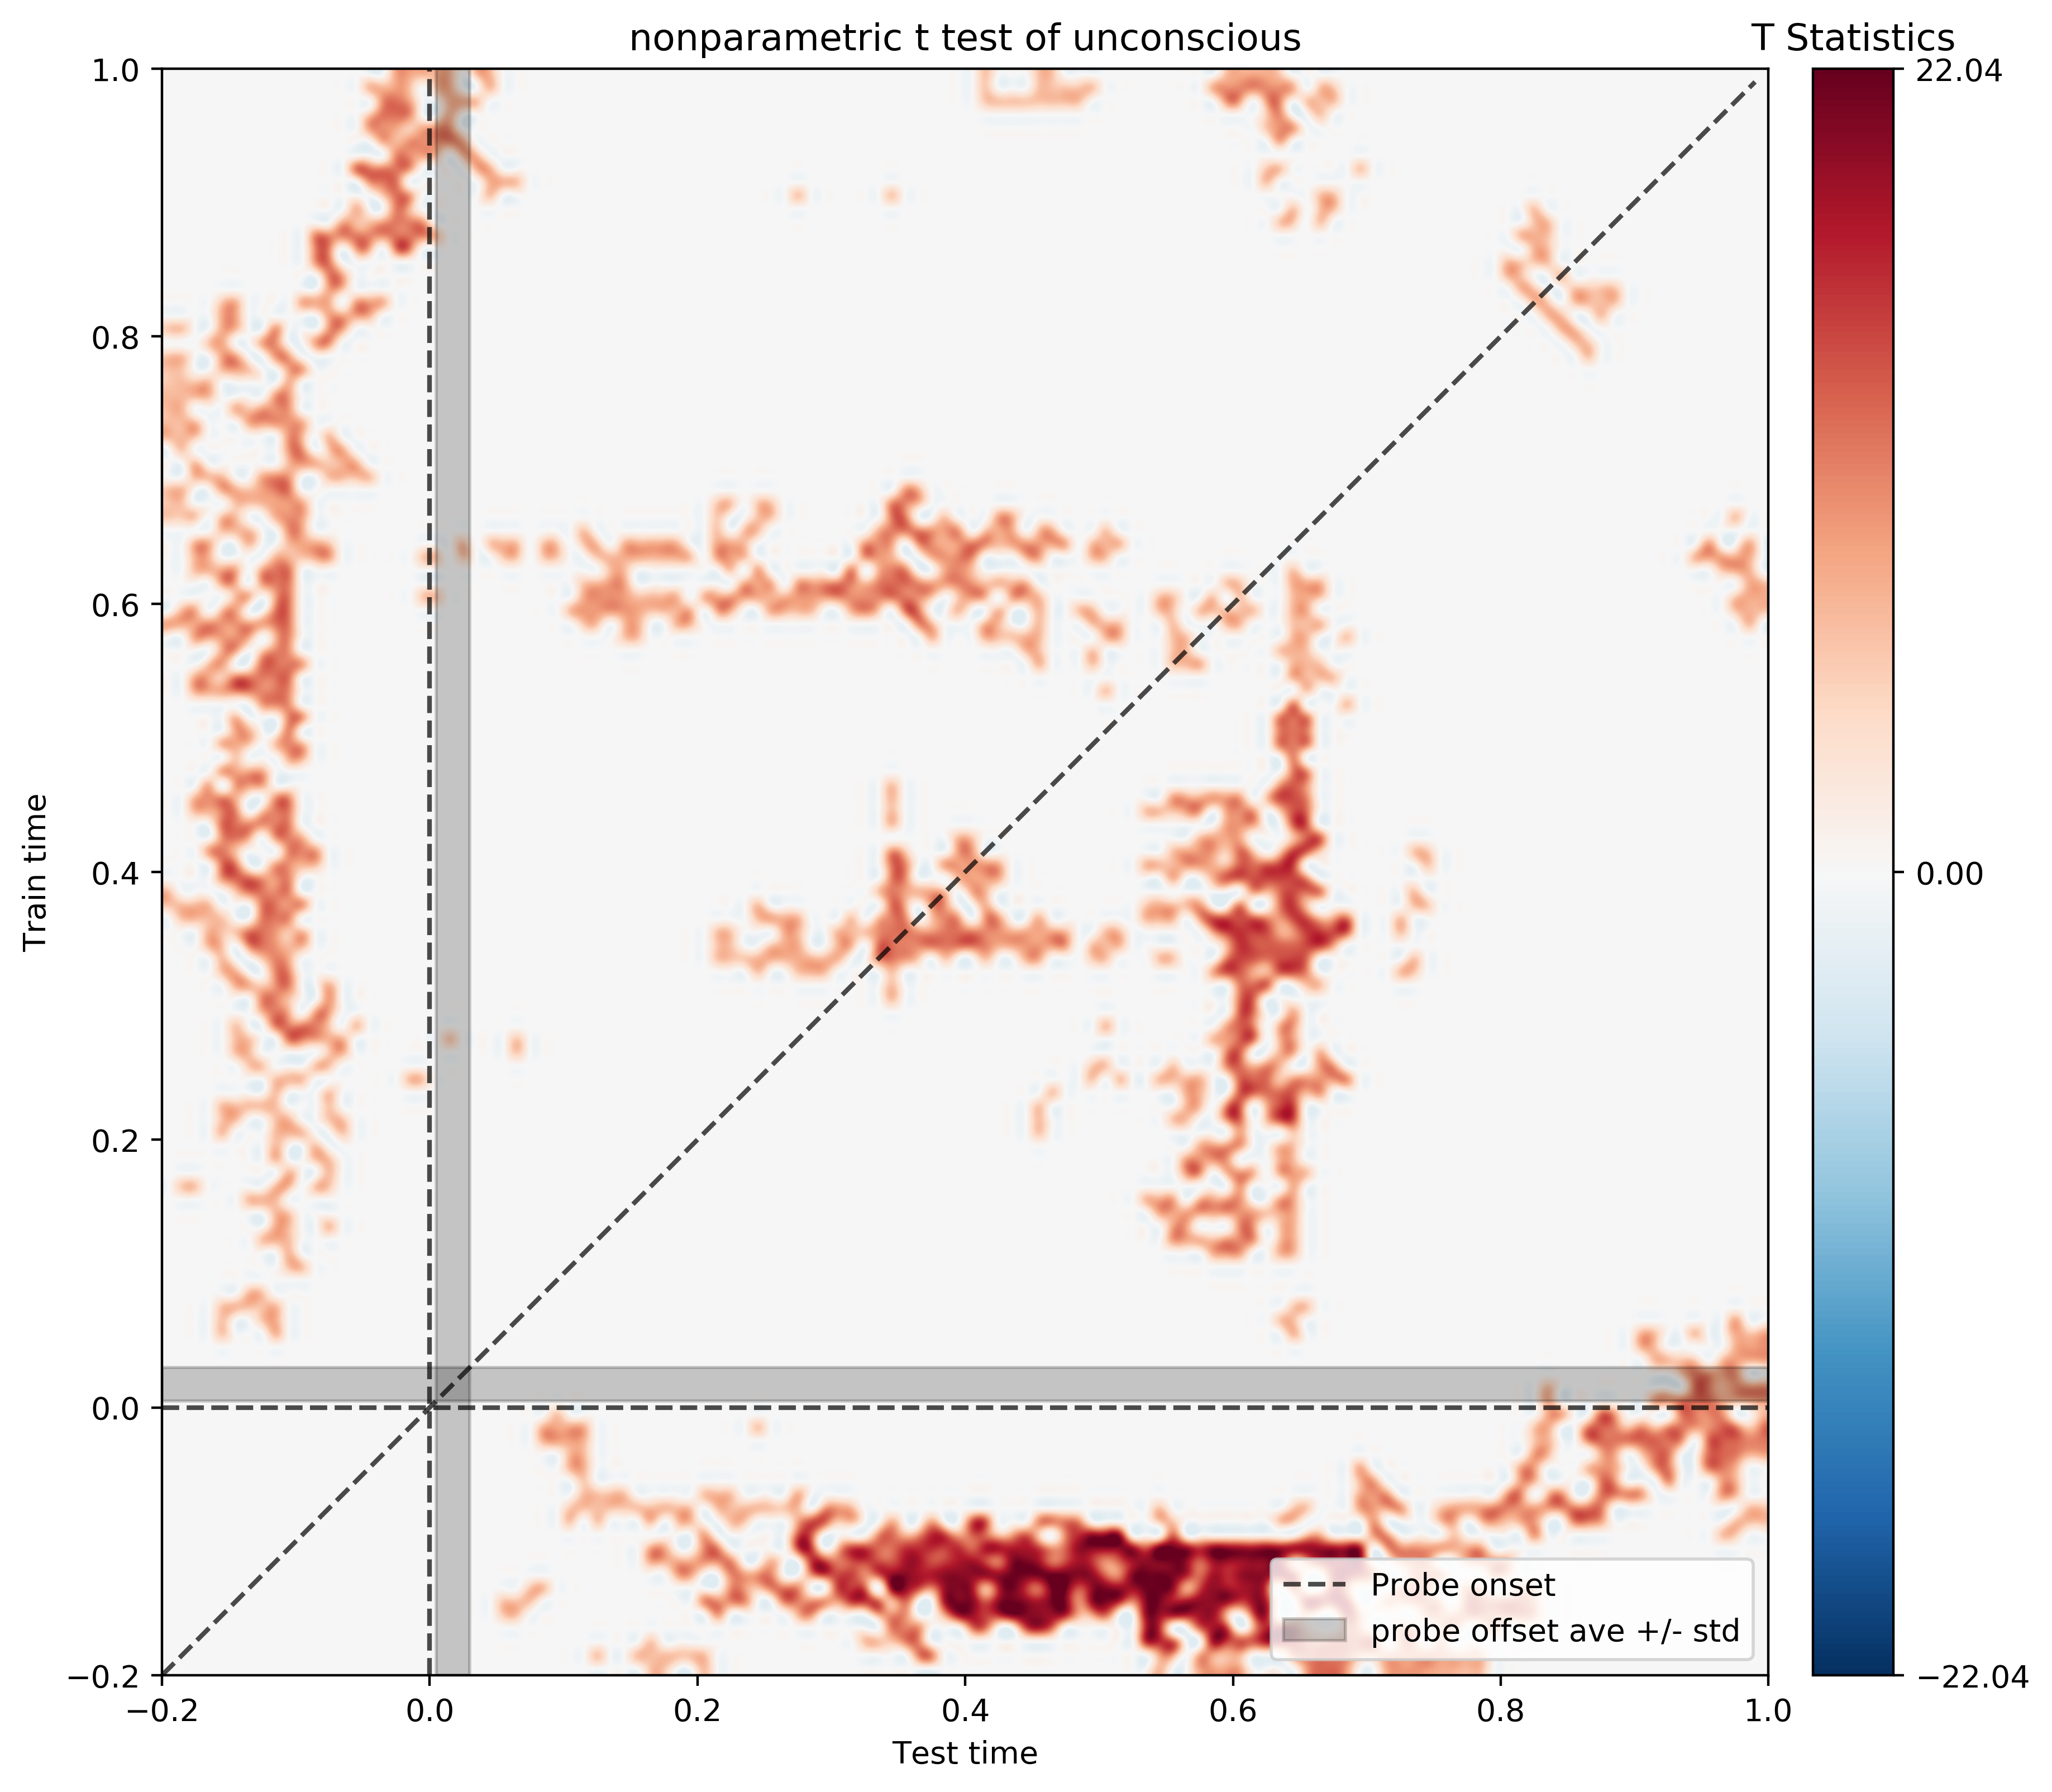 nonparametric t test of unconscious
T Statistics
22.04
0.00
−22.04
1.0
0.8
0.6
0.4
0.2
0.0
−0.2
Train time
−0.2
0.0
0.2
0.4
0.6
0.8
1.0
Test time
Probe onset
probe offset ave +/- std